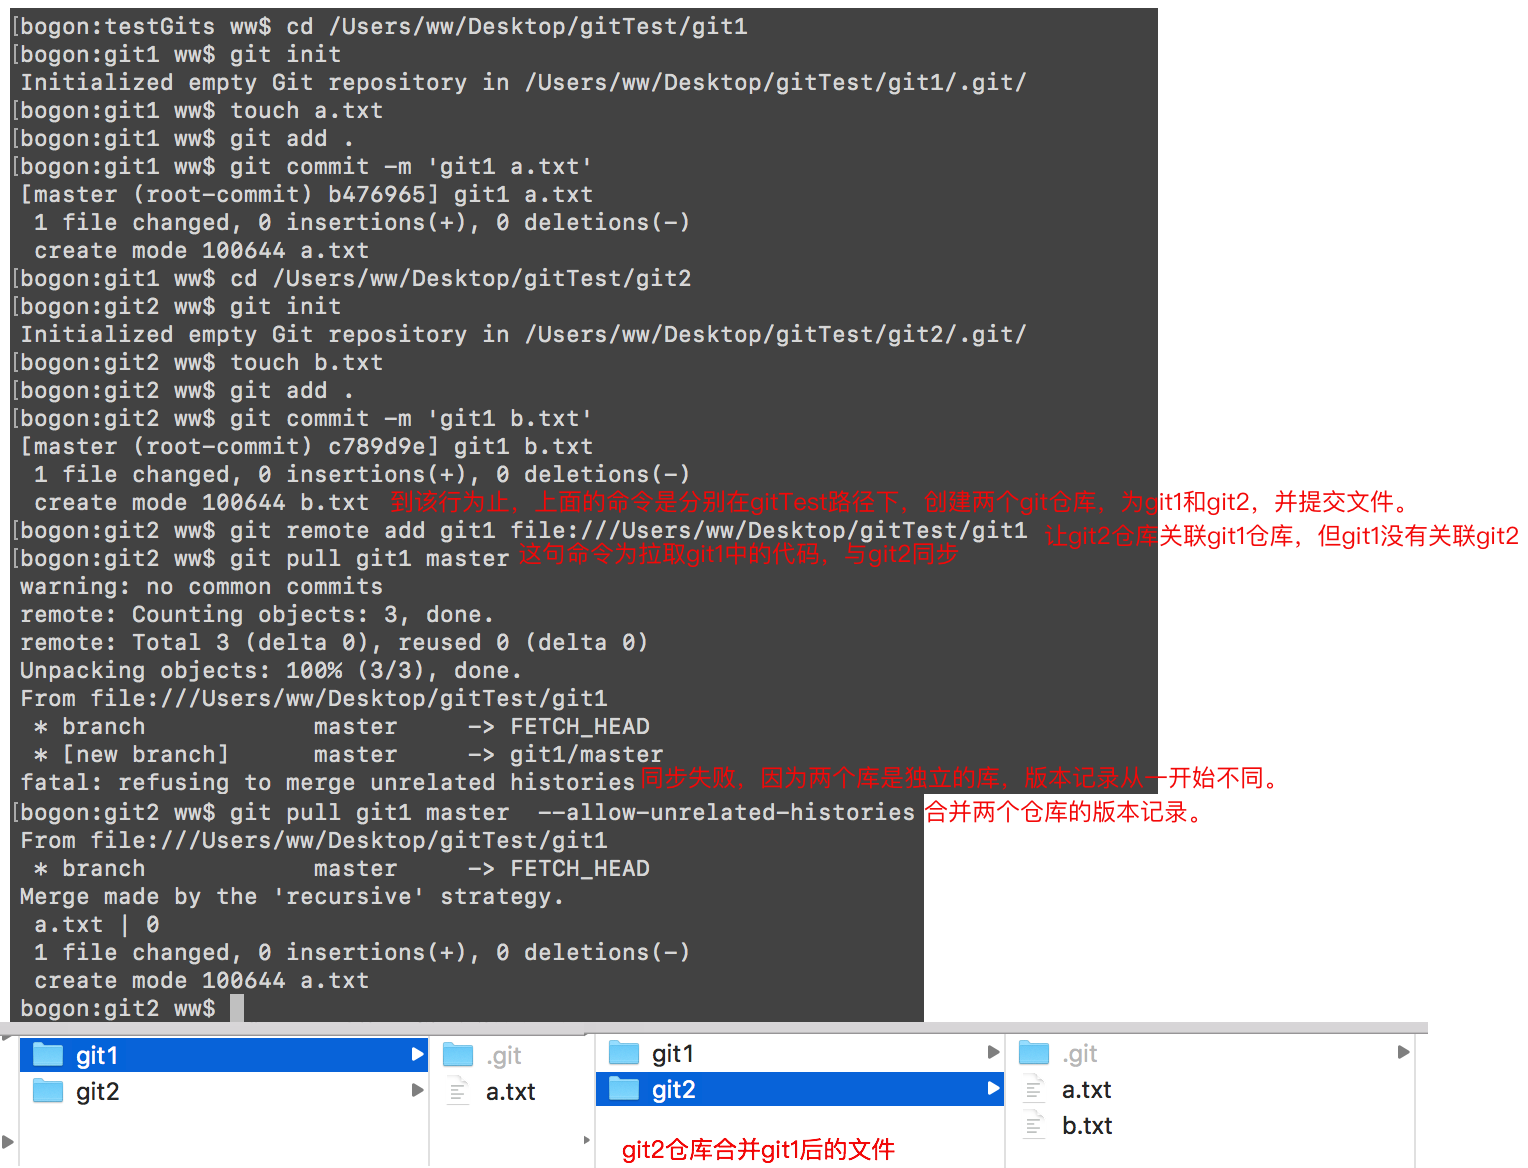 [bogon:testGits ww$ cd /Users/ww/Desktop/gitTest/git1
[bogon:git1 ww$ git init
Initialized empty Git repository in /Users/ww/Desktop/gitTest/git1/.git/
[bogon:git1 ww$ touch a.txt
[bogon:git1 ww$ git add .
[bogon:git1 ww$ git commit -m 'git1 a.txt'
[master (root-commit) b476965] git1 a.txt
 1 file changed, 0 insertions(+), 0 deletions(-)
 create mode 100644 a.txt
[bogon:git1 ww$ cd /Users/ww/Desktop/gitTest/git2
[bogon:git2 ww$ git init
Initialized empty Git repository in /Users/ww/Desktop/gitTest/git2/.git/
[bogon:git2 ww$ touch b.txt
[bogon:git2 ww$ git add .
[bogon:git2 ww$ git commit -m 'git1 b.txt'
[master (root-commit) c789d9e] git1 b.txt
 1 file changed, 0 insertions(+), 0 deletions(-)
 create mode 100644 b.txt 到该行为止，上面的命令是分别在gitTest路径下，创建两个git仓库，为git1和git2，并提交文件。
[bogon:git2 ww$ git remote add git1 file:///Users/ww/Desktop/gitTest/git1 让git2仓库关联git1仓库，但git1没有关联git2
[bogon:git2 ww$ git pull git1 master 这句命令为拉取git1中的代码，与git2同步
warning: no common commits
remote: Counting objects: 3, done.
remote: Total 3 (delta 0), reused 0 (delta 0)
Unpacking objects: 100% (3/3), done.
From file:///Users/ww/Desktop/gitTest/git1
 * branch            master     -> FETCH_HEAD
 * [new branch]      master     -> git1/master
fatal: refusing to merge unrelated histories 同步失败，因为两个库是独立的库，版本记录从一开始不同。
[bogon:git2 ww$ git pull git1 master  --allow-unrelated-histories 合并两个仓库的版本记录。
From file:///Users/ww/Desktop/gitTest/git1
 * branch            master     -> FETCH_HEAD
Merge made by the 'recursive' strategy.
 a.txt | 0
 1 file changed, 0 insertions(+), 0 deletions(-)
 create mode 100644 a.txt
bogon:git2 ww$
git1
git2
.git
a.txt
git1
git2
git2仓库合并git1后的文件
.git
a.txt
b.txt